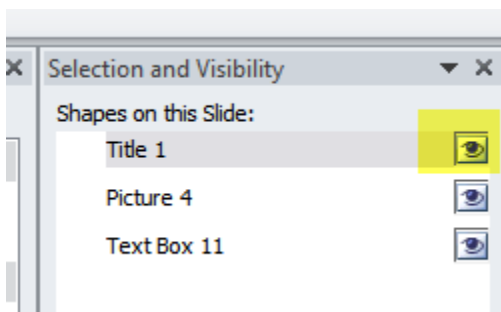 Selection and Visibility
Shapes on this Slide:
Title 1
Picture 4
Text Box 11